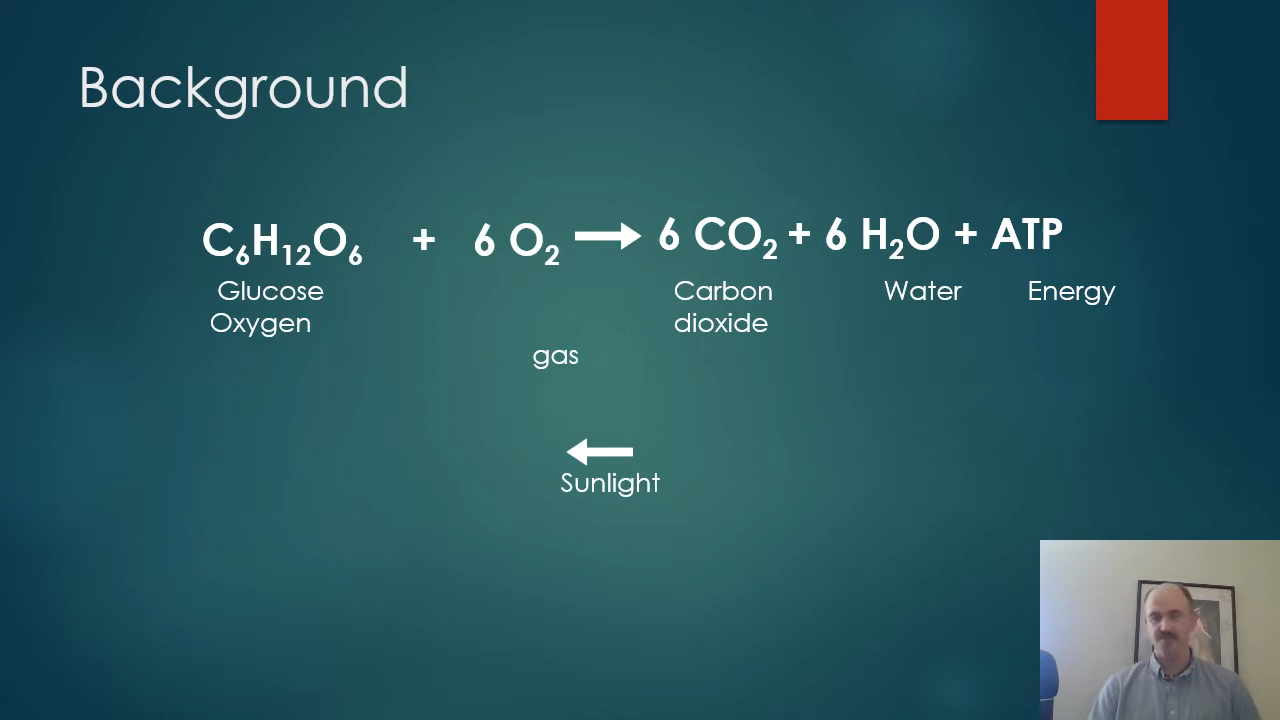 Background
C₆H₁₂O₆ + 6 O₂ 6 CO₂ + 6 H₂O + ATP
Glucose Carbon Water Energy
Oxygen dioxide
gas
Sunlight